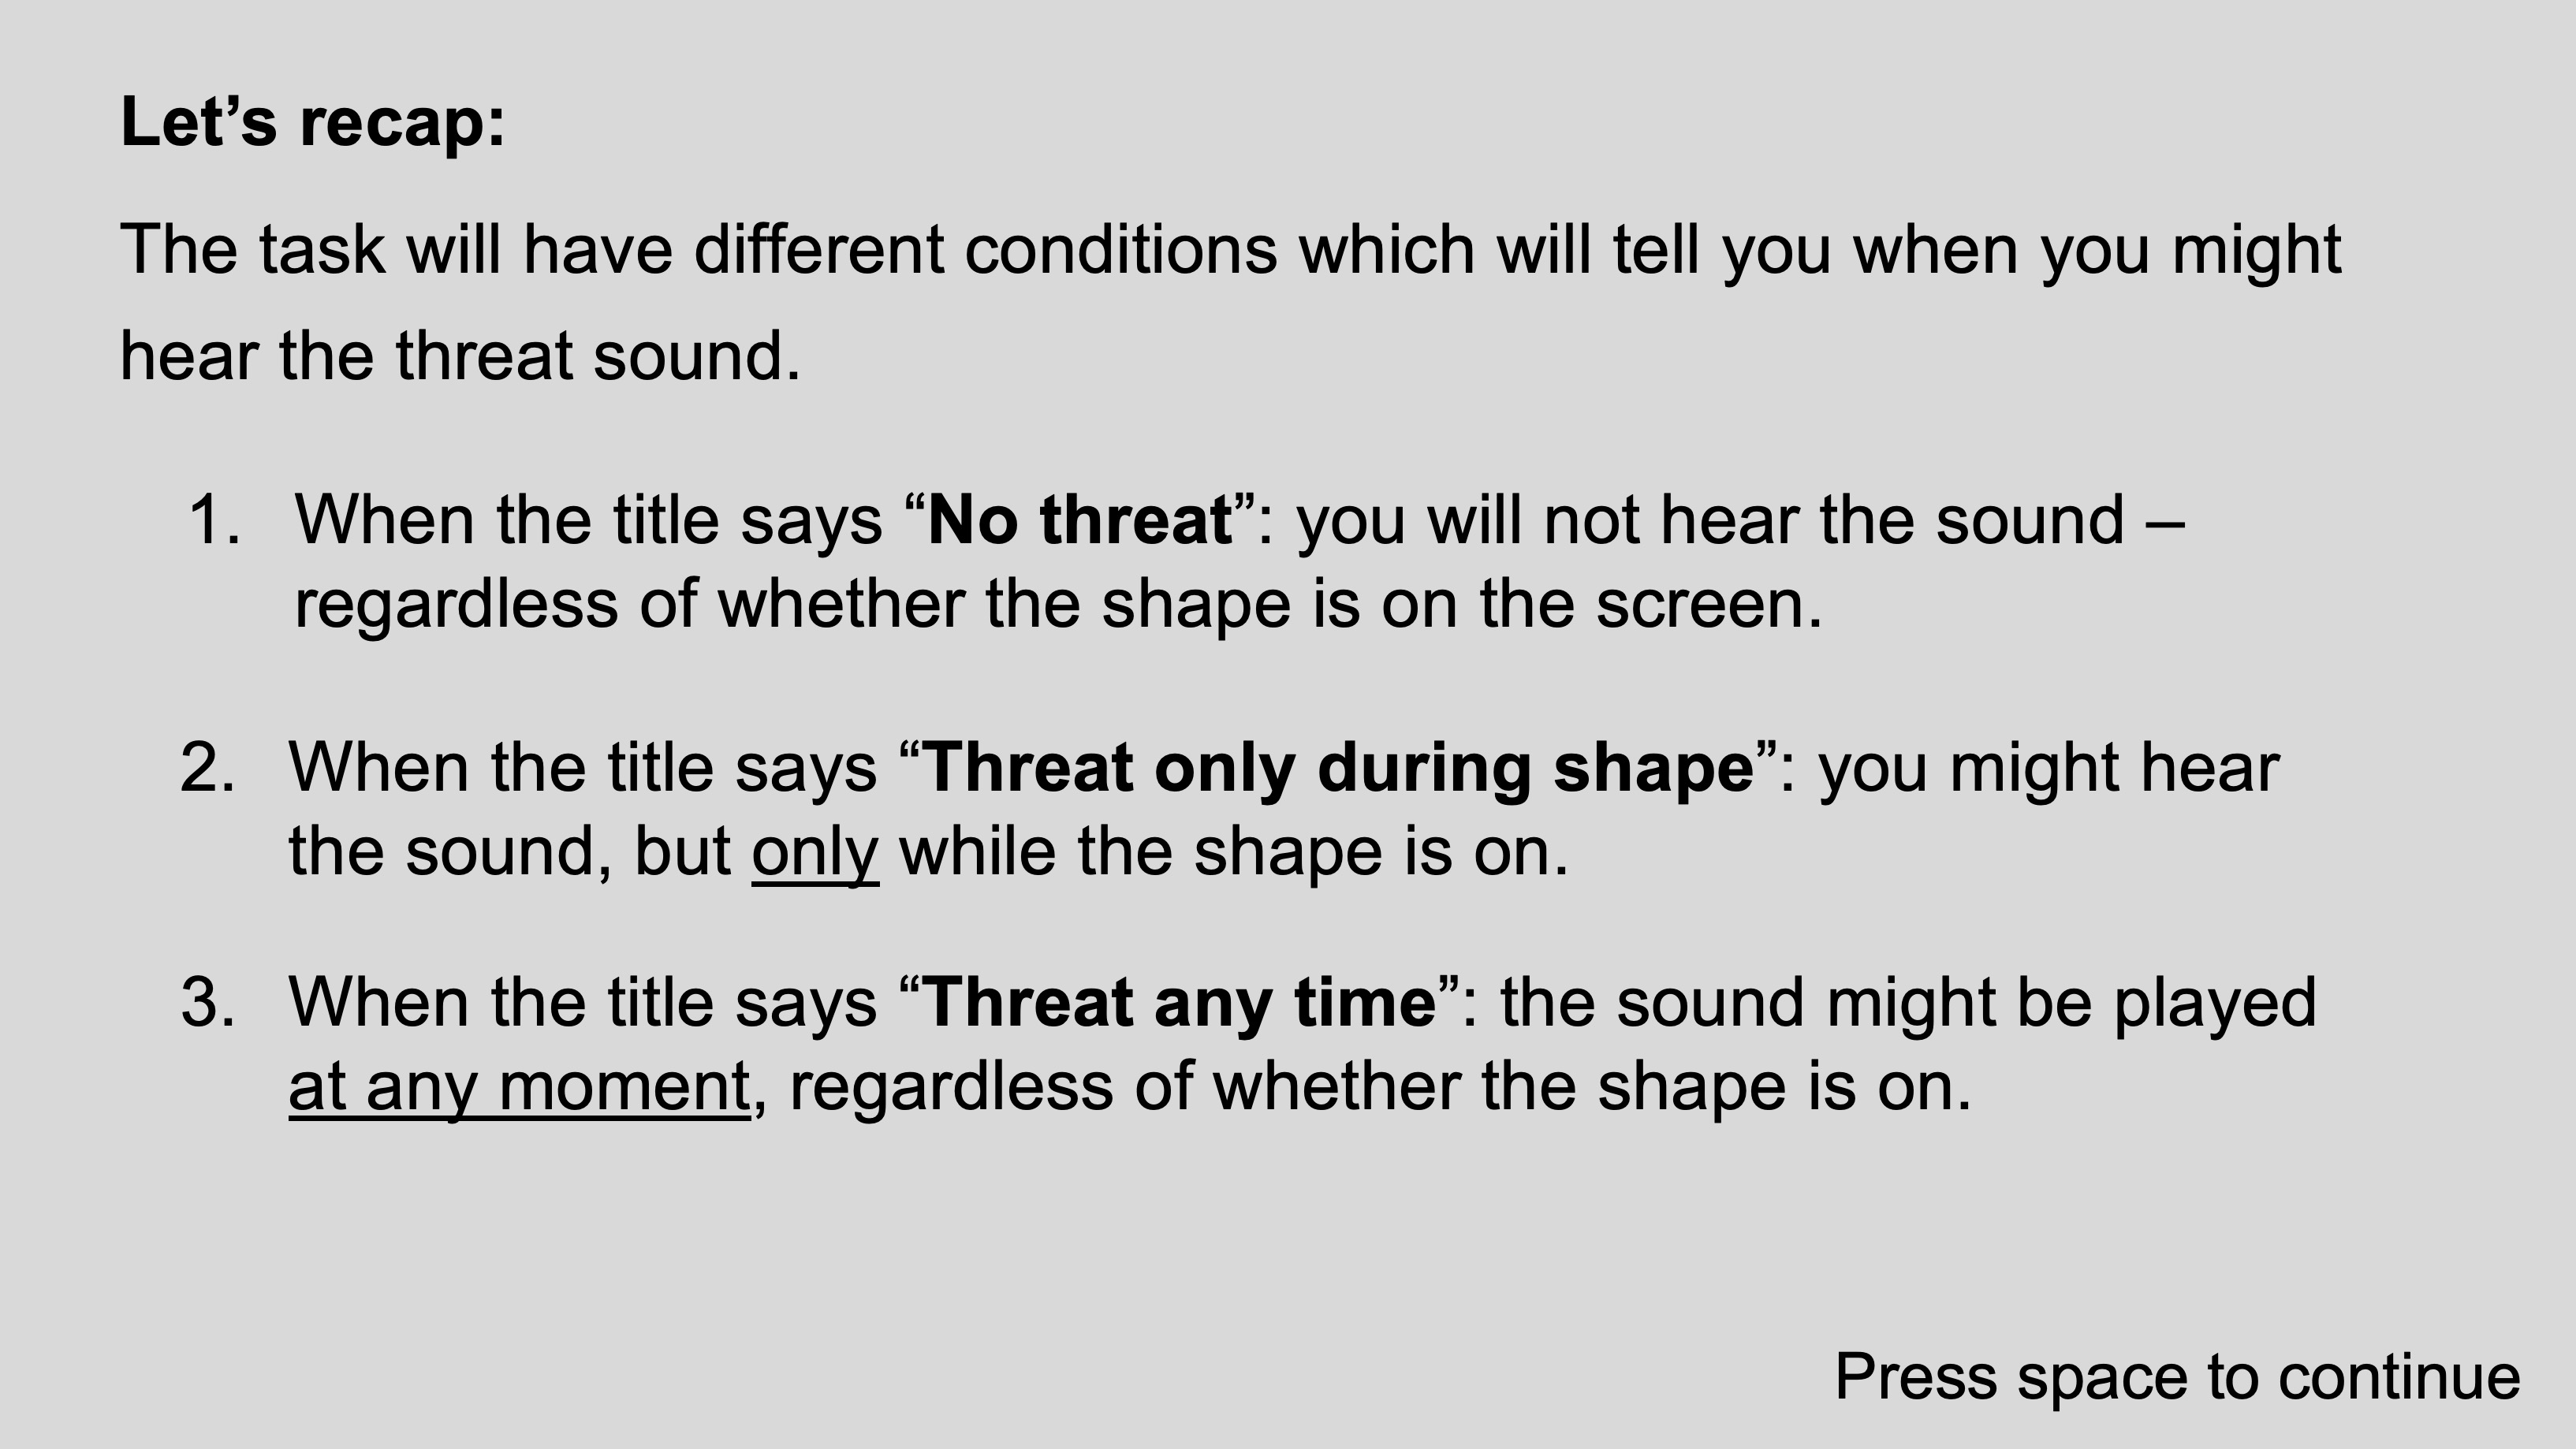 Let’s recap:
The task will have different conditions which will tell you when you might
hear the threat sound.
1. When the title says “No threat”: you will not hear the sound –
regardless of whether the shape is on the screen.
2. When the title says “Threat only during shape”: you might hear
the sound, but only while the shape is on.
3. When the title says “Threat any time”: the sound might be played
at any moment, regardless of whether the shape is on.
Press space to continue